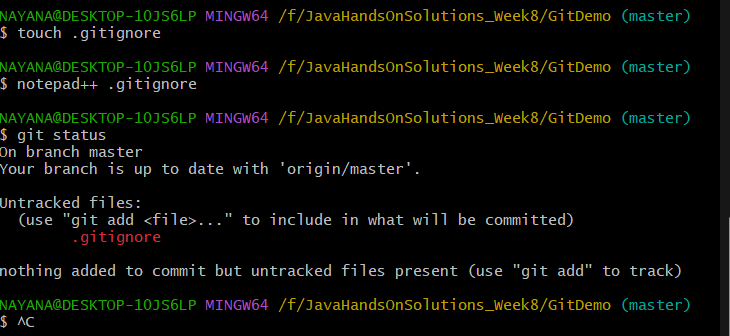 NAYANA@DESKTOP-1OJS6LP MINGW64 /f/JavaHandsOnSolutions_Week8/GitDemo (master)
$ touch .gitignore
NAYANA@DESKTOP-1OJS6LP MINGW64 /f/JavaHandsOnSolutions_Week8/GitDemo (master)
$ notepad++ .gitignore
NAYANA@DESKTOP-1OJS6LP MINGW64 /f/JavaHandsOnSolutions_Week8/GitDemo (master)
$ git status
On branch master
Your branch is up to date with 'origin/master'.
Untracked files:
  (use "git add <file>..." to include in what will be committed)
        .gitignore
nothing added to commit but untracked files present (use "git add" to track)
NAYANA@DESKTOP-1OJS6LP MINGW64 /f/JavaHandsOnSolutions_Week8/GitDemo (master)
$ ^C